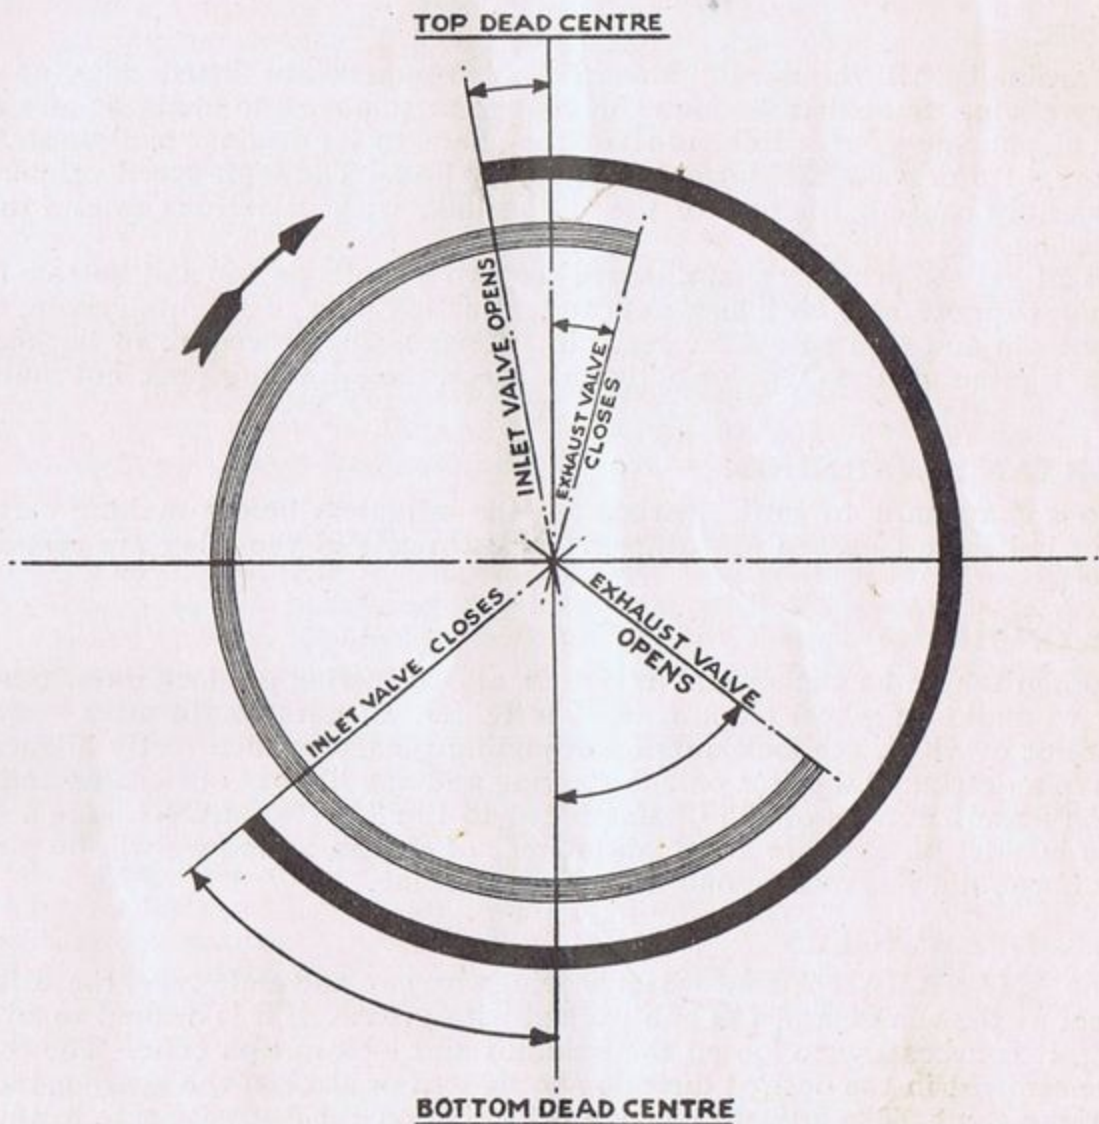 TOP DEAD CENTRE
INLET VALVE OPENS
EXHAUST VALVE
CLOSES
INLET VALVE CLOSES
EXHAUST VALVE
OPENS
BOTTOM DEAD CENTRE